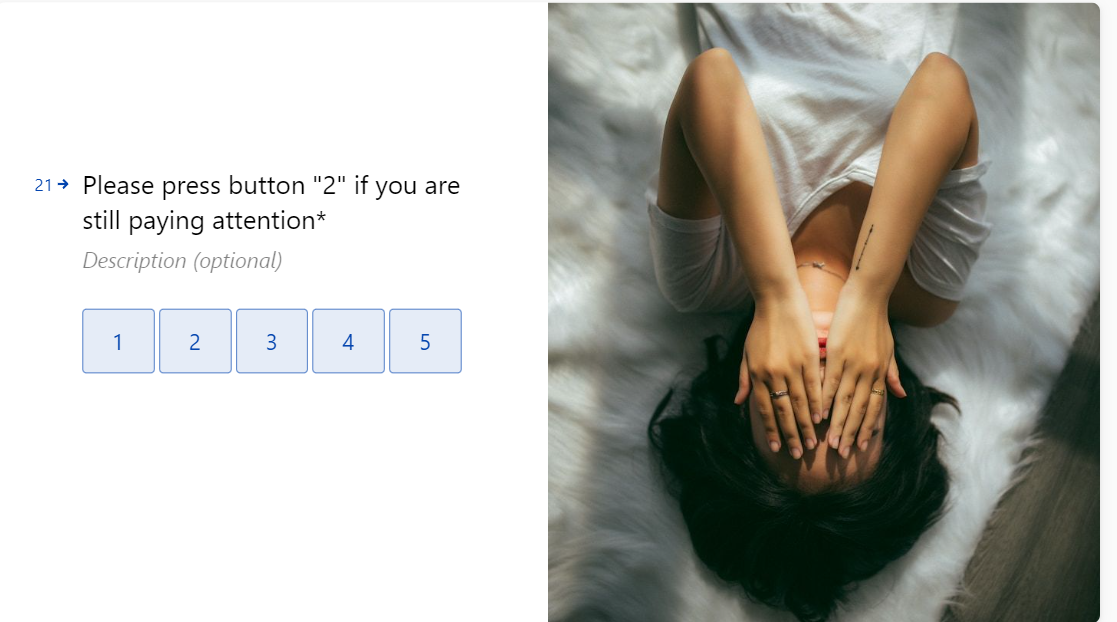 21 → Please press button "2" if you are
still paying attention*
Description (optional)
1 2 3 4 5